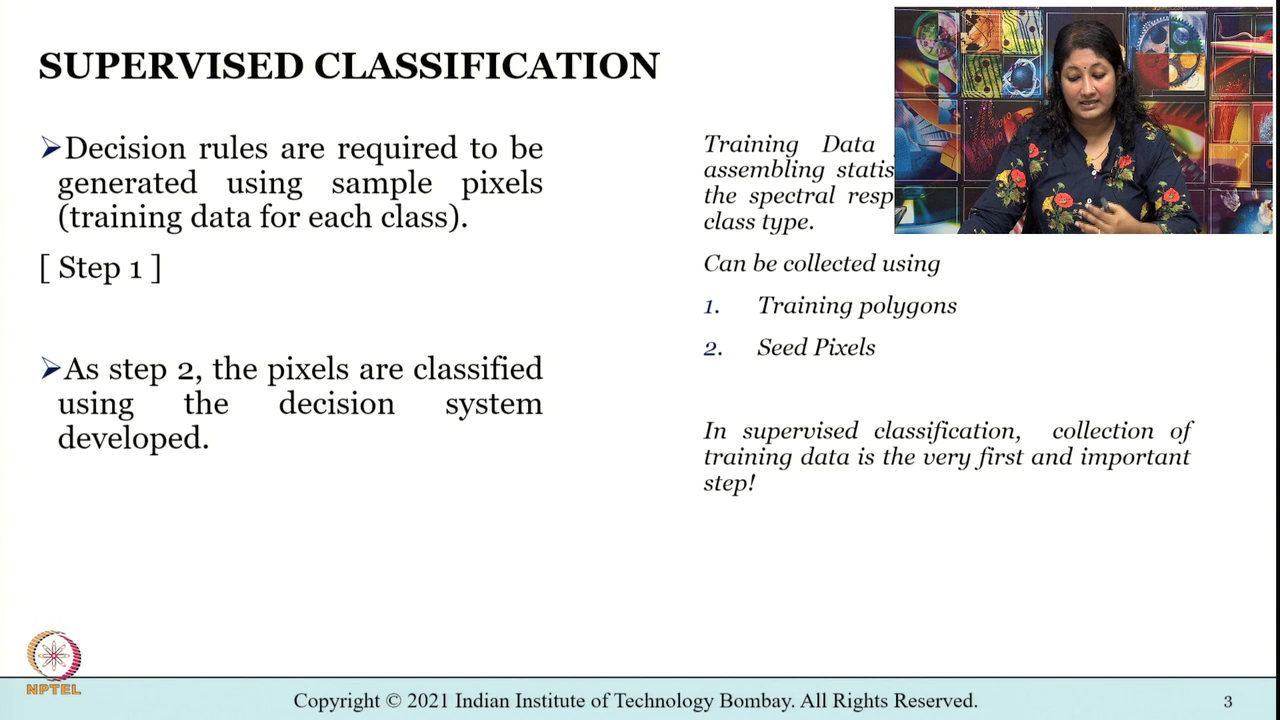 SUPERVISED CLASSIFICATION
➢Decision rules are required to be
generated using sample pixels
(training data for each class).
[ Step 1 ]
➢As step 2, the pixels are classified
using the decision system
developed.
Training Data
assembling
the spectral
class type.
Can be collected using
1. Training polygons
2. Seed Pixels
In supervised classification, collection of
training data is the very first and important
step!
NPTEL
Copyright © 2021 Indian Institute of Technology Bombay. All Rights Reserved.
3